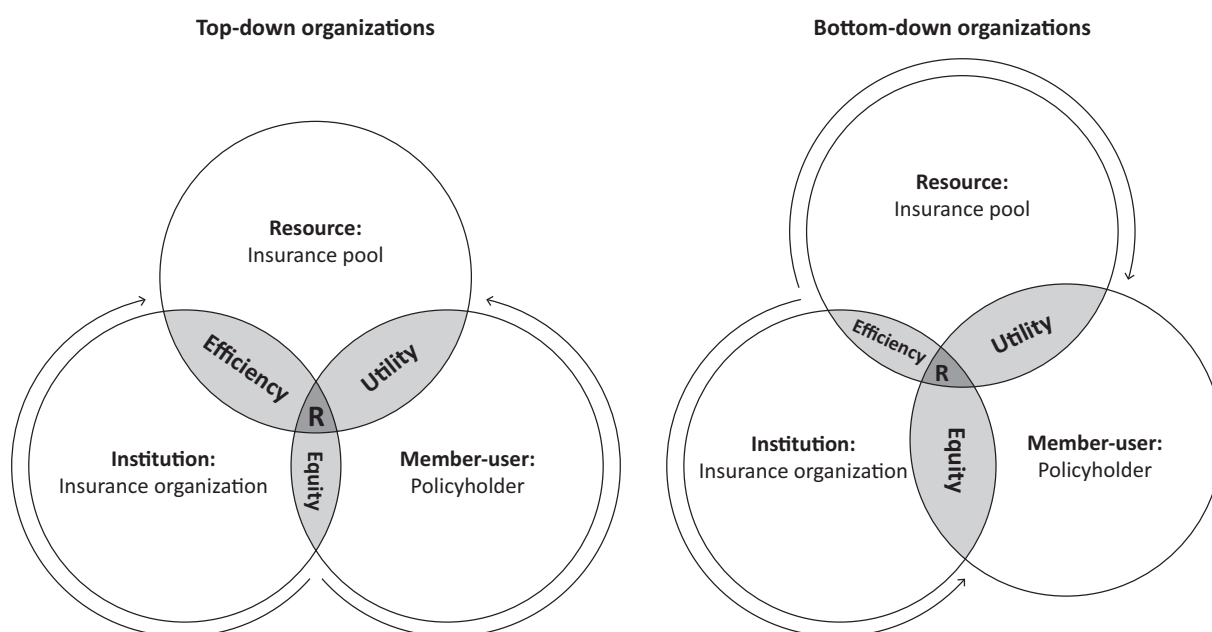 Top-down organizations
Resource:
Insurance pool
Efficiency
Utility
R
Institution:
Insurance organization
Equity
Member-user:
Policyholder
Bottom-down organizations
Resource:
Insurance pool
Efficiency
Utility
R
Institution:
Insurance organization
Equity
Member-user:
Policyholder